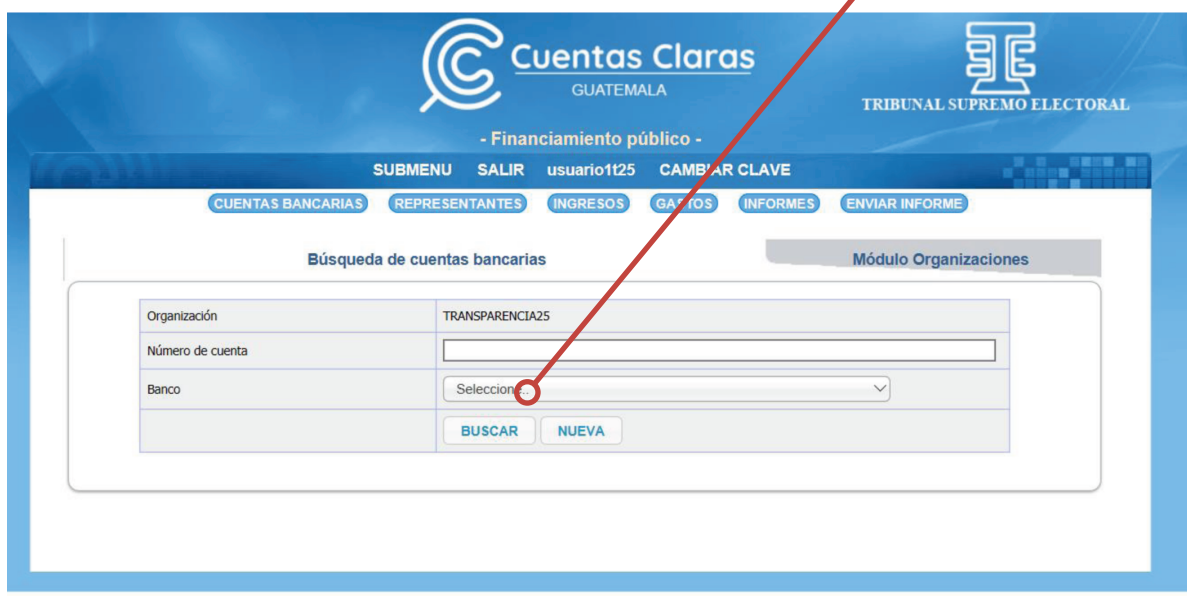 Cuentas Claras
GUATEMALA
TRIBUNAL SUPREMO ELECTORAL
- Financiamiento público -
SUBMENU SALIR usuario1t25 CAMBIAR CLAVE
CUENTAS BANCARIAS REPRESENTANTES INGRESOS GASTOS INFORMES ENVIAR INFORME
Búsqueda de cuentas bancarias Módulo Organizaciones
Organización TRANSPARENCIA25
Número de cuenta
Banco Seleccione..
BUSCAR NUEVA